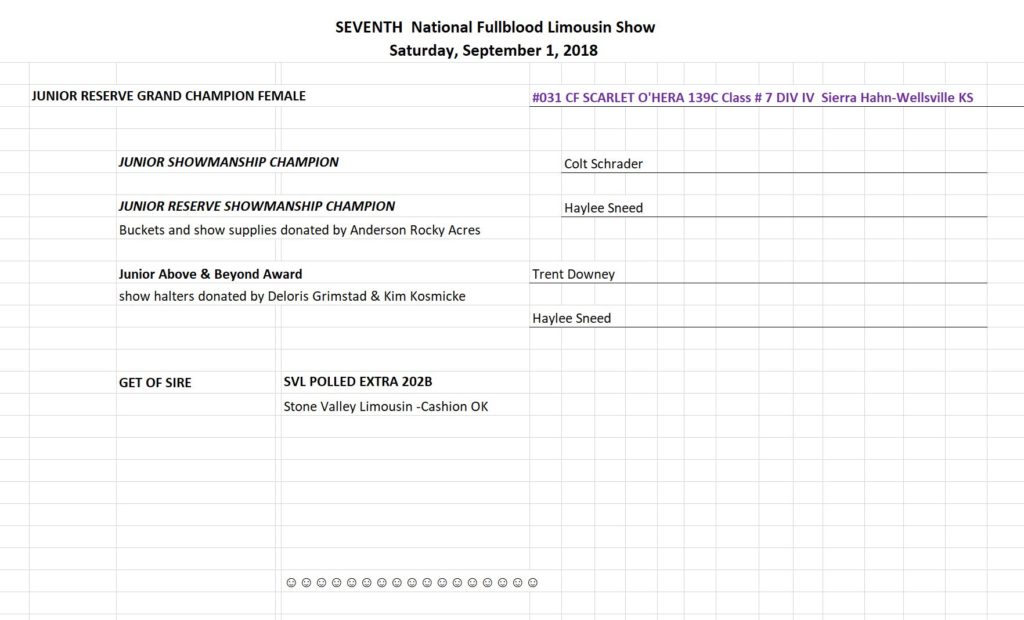 SEVENTH  National Fullblood Limousin Show
Saturday, September 1, 2018
JUNIOR RESERVE GRAND CHAMPION FEMALE
#031 CF SCARLET O'HERA 139C Class # 7 DIV IV  Sierra Hahn-Wellsville KS
JUNIOR SHOWMANSHIP CHAMPION
Colt Schrader
JUNIOR RESERVE SHOWMANSHIP CHAMPION
Haylee Sneed
Buckets and show supplies donated by Anderson Rocky Acres
Junior Above & Beyond Award
Trent Downey
show halters donated by Deloris Grimstad & Kim Kosmicke
Haylee Sneed
GET OF SIRE
SVL POLLED EXTRA 202B
Stone Valley Limousin -Cashion OK
☺☺☺☺☺☺☺☺☺☺☺☺☺☺☺☺☺